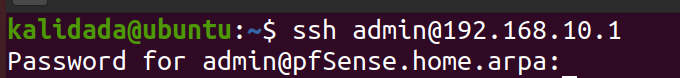 kalidada@ubuntu:~$ ssh admin@192.168.10.1
Password for admin@pfSense.home.arpa: